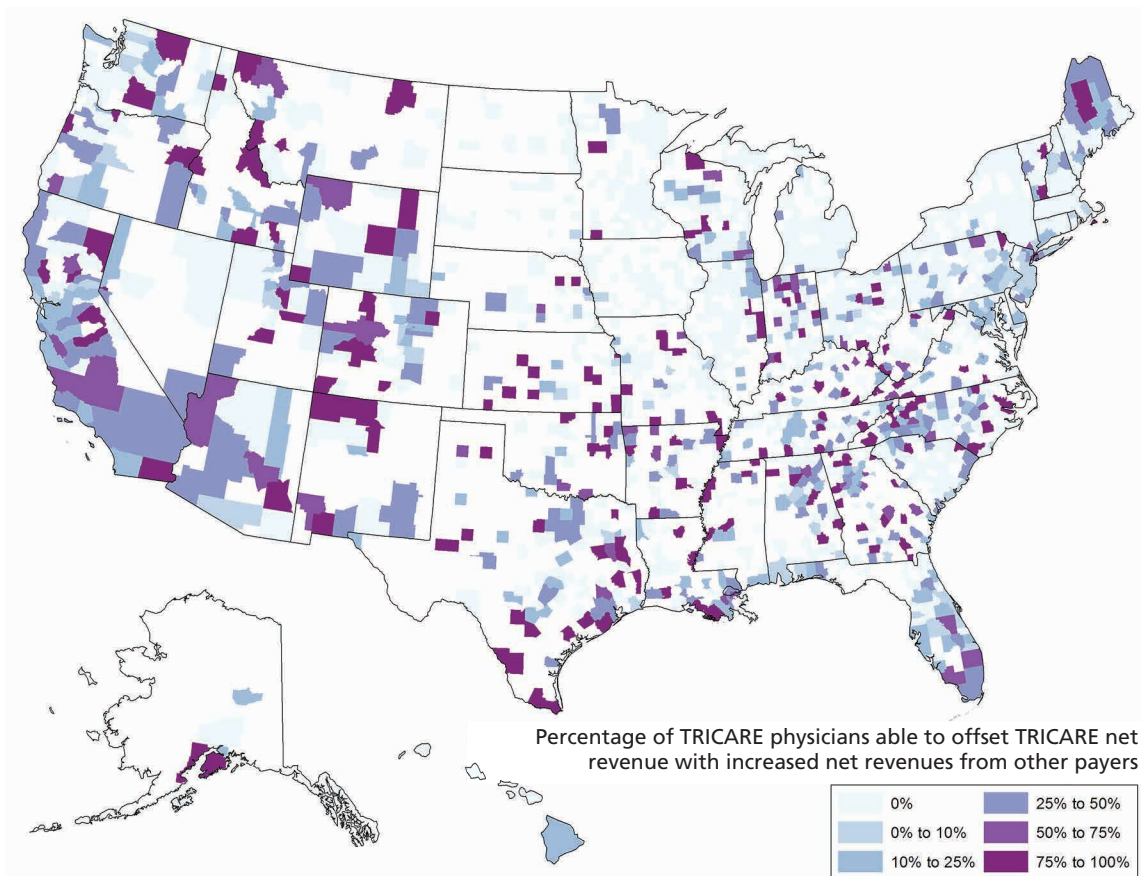 Percentage of TRICARE physicians able to offset TRICARE net
revenue with increased net revenues from other payers
0%
25% to 50%
0% to 10%
50% to 75%
10% to 25%
75% to 100%